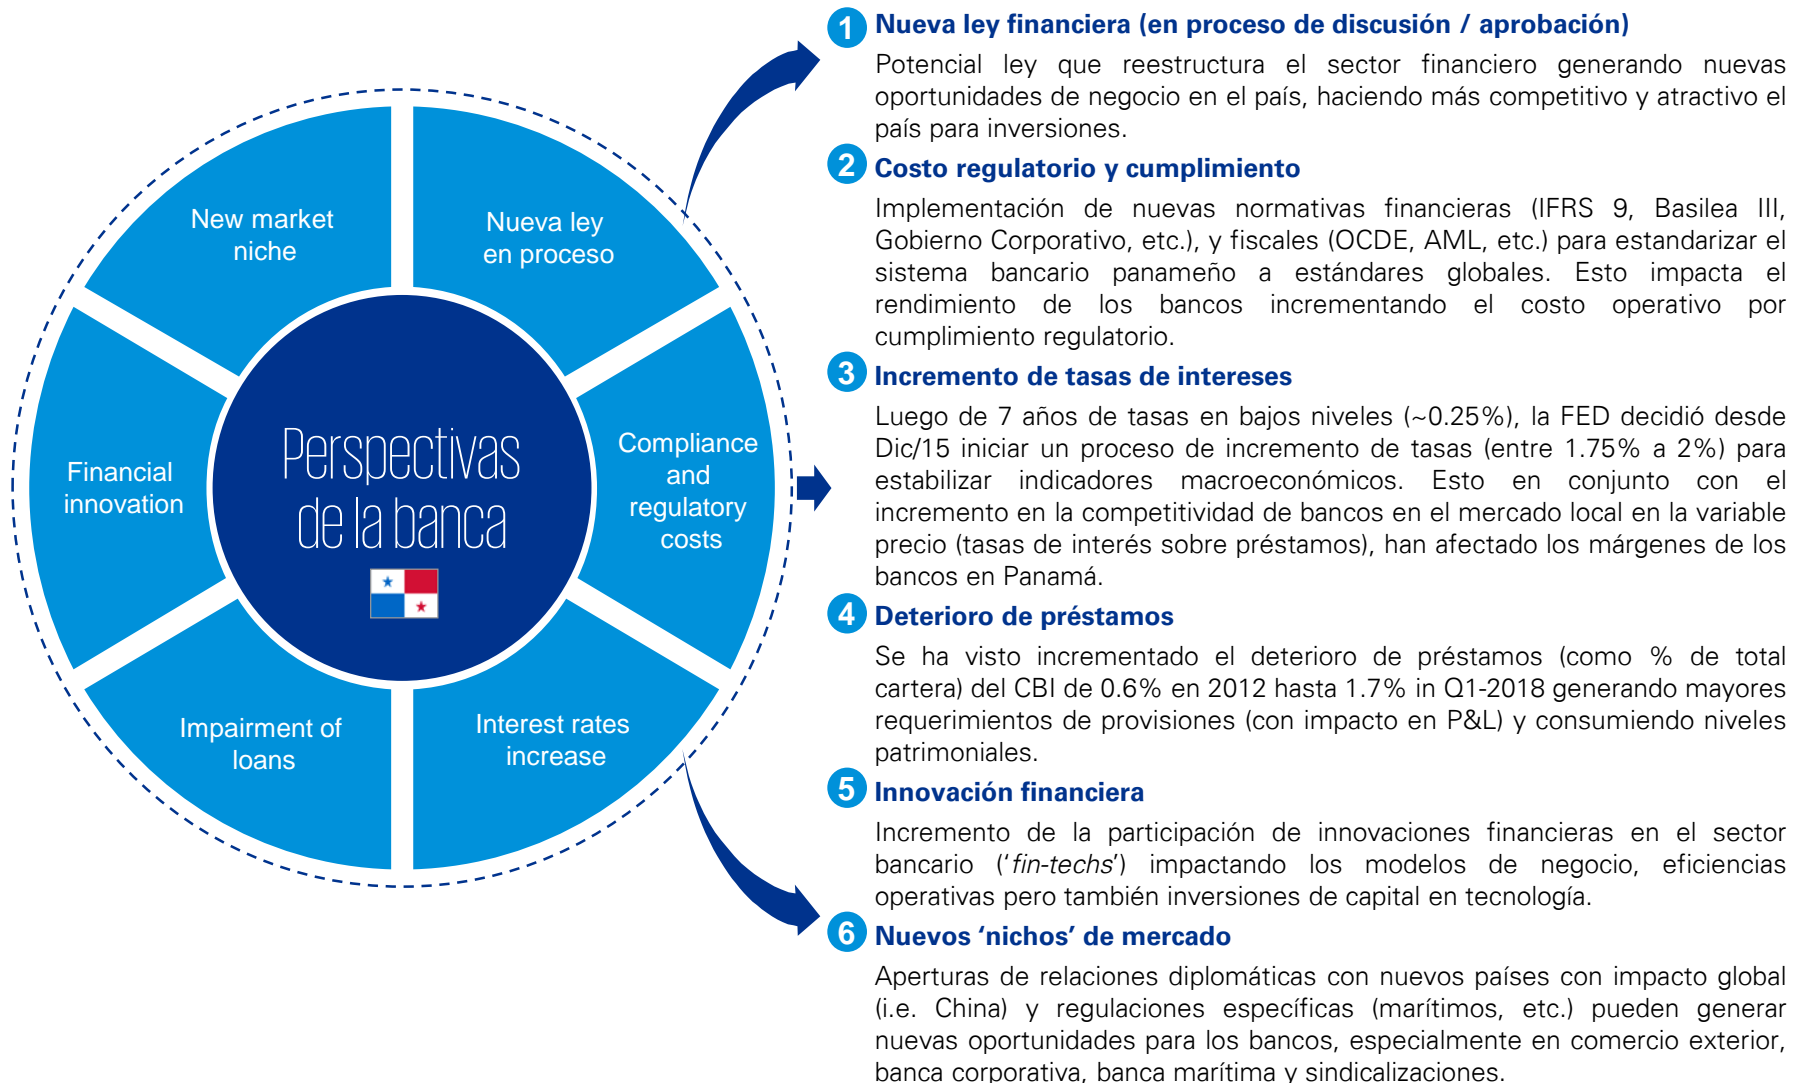 New market
niche
Nueva ley
en proceso
Compliance
and
regulatory
costs
Interest rates
increase
Impairment of
loans
Financial
innovation
Perspectivas
de la banca
1 Nueva ley financiera (en proceso de discusión / aprobación)
Potencial ley que reestructura el sector financiero generando nuevas
oportunidades de negocio en el país, haciendo más competitivo y atractivo el
país para inversiones.
2 Costo regulatorio y cumplimiento
Implementación de nuevas normativas financieras (IFRS 9, Basilea III,
Gobierno Corporativo, etc.), y fiscales (OCDE, AML, etc.) para estandarizar el
sistema bancario panameño a estándares globales. Esto impacta el
rendimiento de los bancos incrementando el costo operativo por
cumplimiento regulatorio.
3 Incremento de tasas de intereses
Luego de 7 años de tasas en bajos niveles (~0.25%), la FED decidió desde
Dic/15 iniciar un proceso de incremento de tasas (entre 1.75% a 2%) para
estabilizar indicadores macroeconómicos. Esto en conjunto con el
incremento en la competitividad de bancos en el mercado local en la variable
precio (tasas de interés sobre préstamos), han afectado los márgenes de los
bancos en Panamá.
4 Deterioro de préstamos
Se ha visto incrementado el deterioro de préstamos (como % de total
cartera) del CBI de 0.6% en 2012 hasta 1.7% in Q1-2018 generando mayores
requerimientos de provisiones (con impacto en P&L) y consumiendo niveles
patrimoniales.
5 Innovación financiera
Incremento de la participación de innovaciones financieras en el sector
bancario (‘fin-techs’) impactando los modelos de negocio, eficiencias
operativas pero también inversiones de capital en tecnología.
6 Nuevos ‘nichos’ de mercado
Aperturas de relaciones diplomáticas con nuevos países con impacto global
(i.e. China) y regulaciones específicas (marítimos, etc.) pueden generar
nuevas oportunidades para los bancos, especialmente en comercio exterior,
banca corporativa, banca marítima y sindicalizaciones.